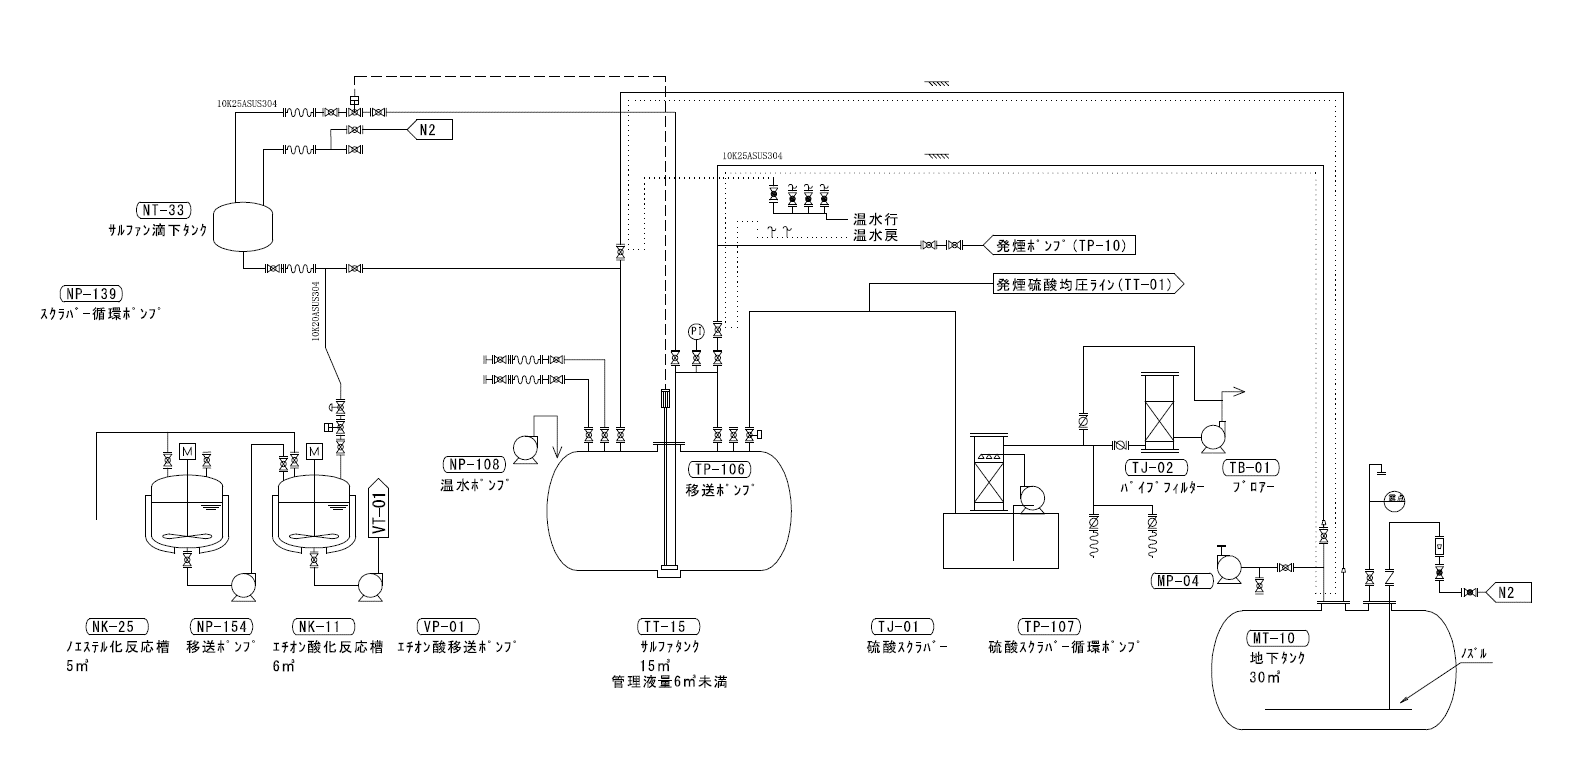 10K25ASUS304
N2
10K25ASUS304
NT-33
サルファン滴下タンク
温水行
温水戻
発煙ポンプ(TP-10)
発煙硫酸均圧ライン(TT-01)
NP-139
スクラバー循環ポンプ
10K20ASUS304
PI
M
M
NP-108
温水ポンプ
TP-106
移送ポンプ
TJ-02
パイプフィルター
TB-01
ブロアー
VT-01
露点
MP-04
N2
NK-25
ノエステル化反応槽
5㎥
NP-154
移送ポンプ
NK-11
エチオン酸化反応槽
6㎥
VP-01
エチオン酸移送ポンプ
TT-15
サルファタンク
15㎥
管理液量6㎥未満
TJ-01
硫酸スクラバー
TP-107
硫酸スクラバー循環ポンプ
MT-10
地下タンク
30㎥
ノズル